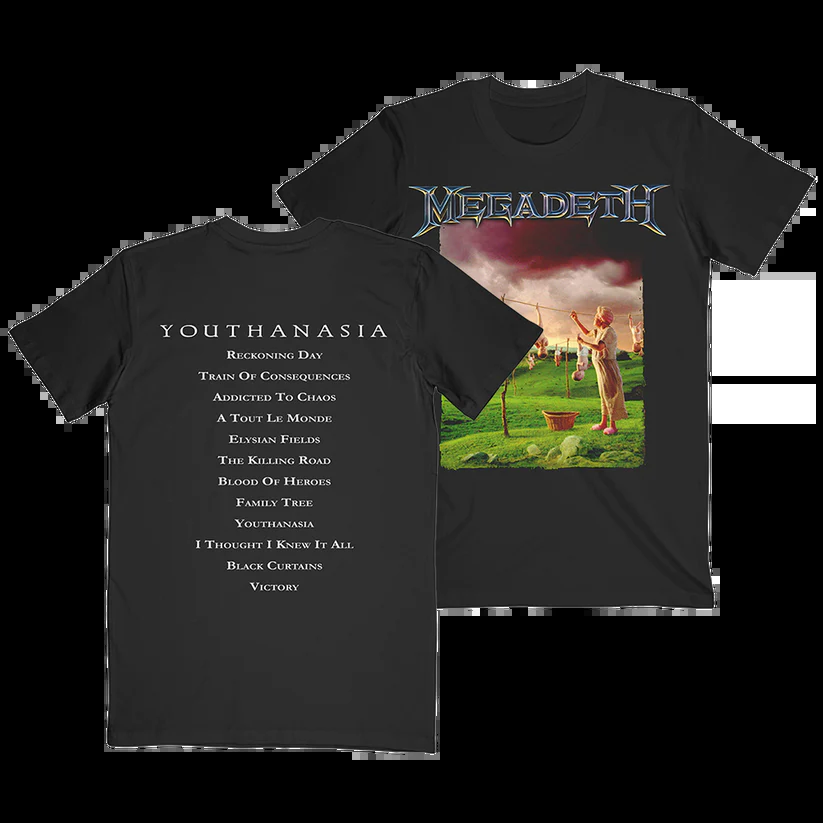 MEGADETH
YOUTHANASIA
Reckoning Day
Train Of Consequences
Addicted To Chaos
A Tout Le Monde
Elysian Fields
The Killing Road
Blood Of Heroes
Family Tree
Youthanasia
I Thought I Knew It All
Black Curtains
Victory